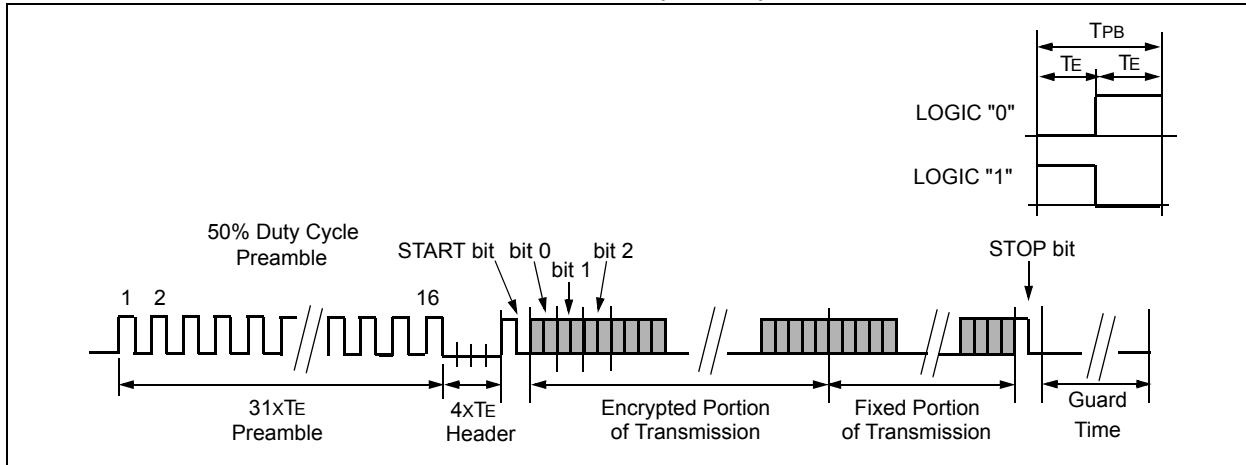 TPB
TE TE
LOGIC "0"
LOGIC "1"
50% Duty Cycle
Preamble
START bit bit 0 bit 1 bit 2
STOP bit
1 2 16
31xTE
Preamble
4xTE
Header
Encrypted Portion
of Transmission
Fixed Portion
of Transmission
Guard
Time